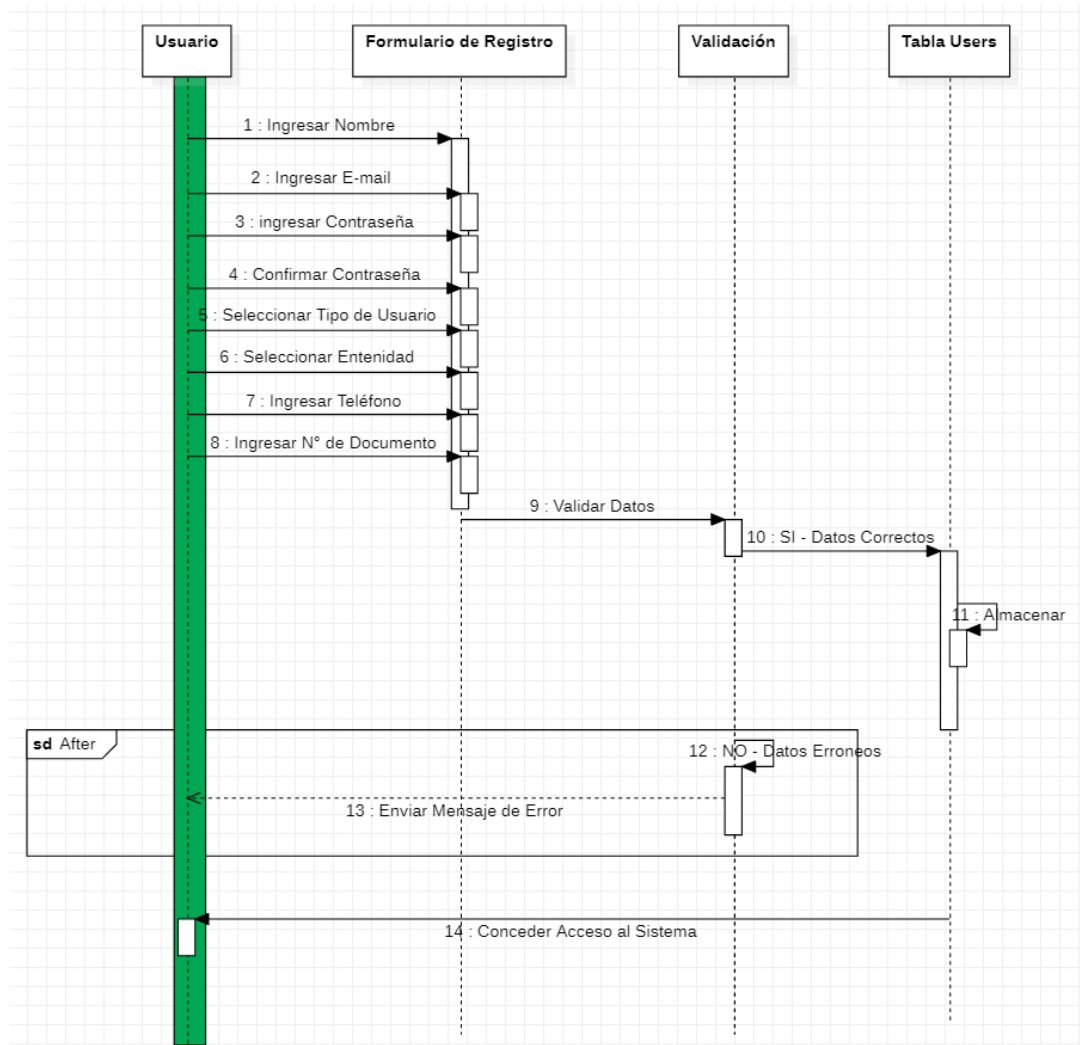 Usuario
Formulario de Registro
Validación
Tabla Users
1 : Ingresar Nombre
2 : Ingresar E-mail
3 : ingresar Contraseña
4 : Confirmar Contraseña
5 : Seleccionar Tipo de Usuario
6 : Seleccionar Entenidad
7 : Ingresar Teléfono
8 : Ingresar N° de Documento
9 : Validar Datos
10 : SI - Datos Correctos
11 : Almacenar
sd After
12 : NO - Datos Erroneos
13 : Enviar Mensaje de Error
14 : Conceder Acceso al Sistema